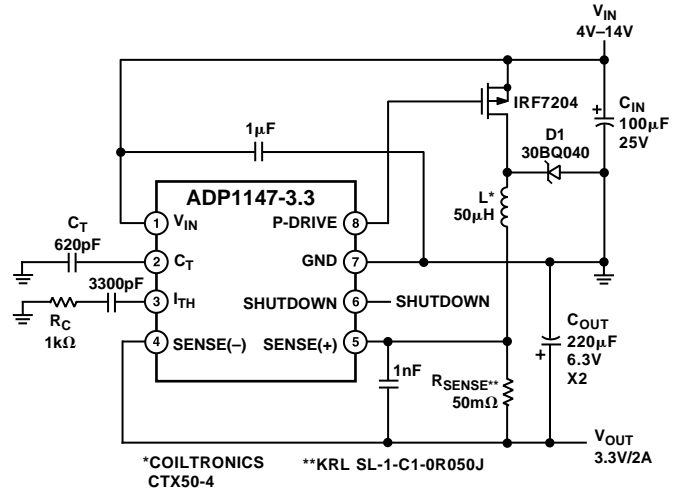 V_IN
4V–14V
IRF7204
C_IN
100μF
25V
+
1μF
D1
30BQ040
ADP1147-3.3
L*
50μH
1 V_IN
P-DRIVE 8
C_T
620pF
2 C_T
GND 7
3300pF
3 I_TH
SHUTDOWN 6
SHUTDOWN
R_C
1kΩ
4 SENSE(–)
SENSE(+) 5
C_OUT
220μF
6.3V
X2
+
1nF
R_SENSE**
50mΩ
V_OUT
3.3V/2A
*COILTRONICS
CTX50-4
**KRL SL-1-C1-0R050J